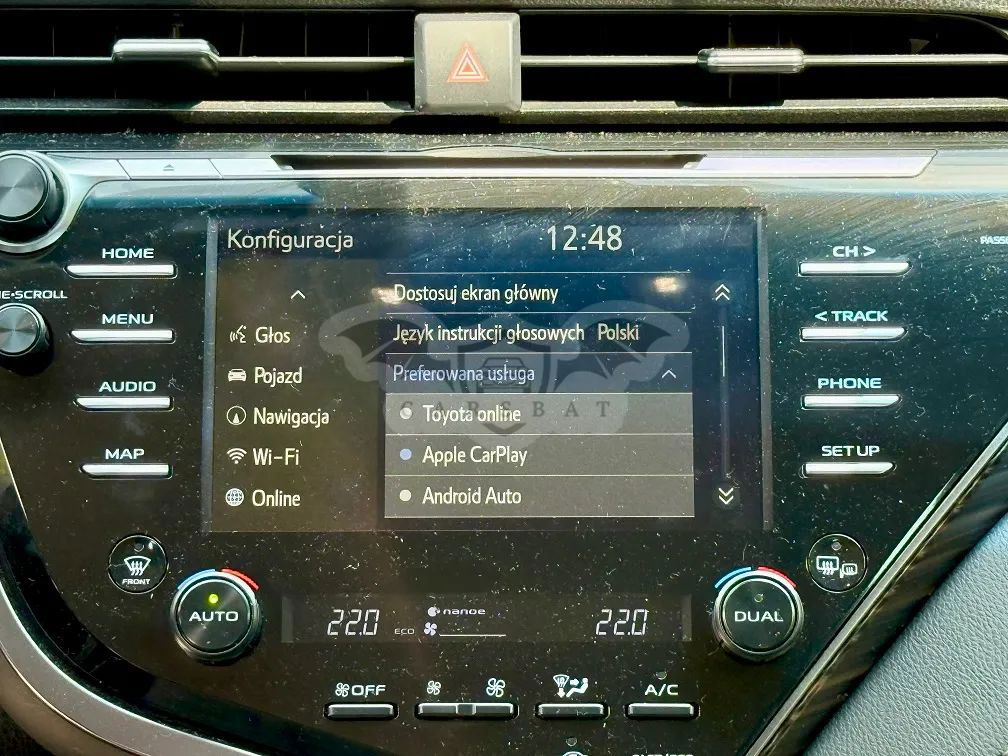 Konfiguracja 12:48
HOME
CH >
Dostosuj ekran główny
MENU
Głos
Język instrukcji głosowych Polski
< TRACK
Pojazd
Preferowana usługa
AUDIO
PHONE
Nawigacja
Toyota online
CARSBAT
MAP
Wi-Fi
Apple CarPlay
SETUP
Online
Android Auto
FRONT
AUTO
22.0
ECO
nanoe
22.0
DUAL
OFF
A/C